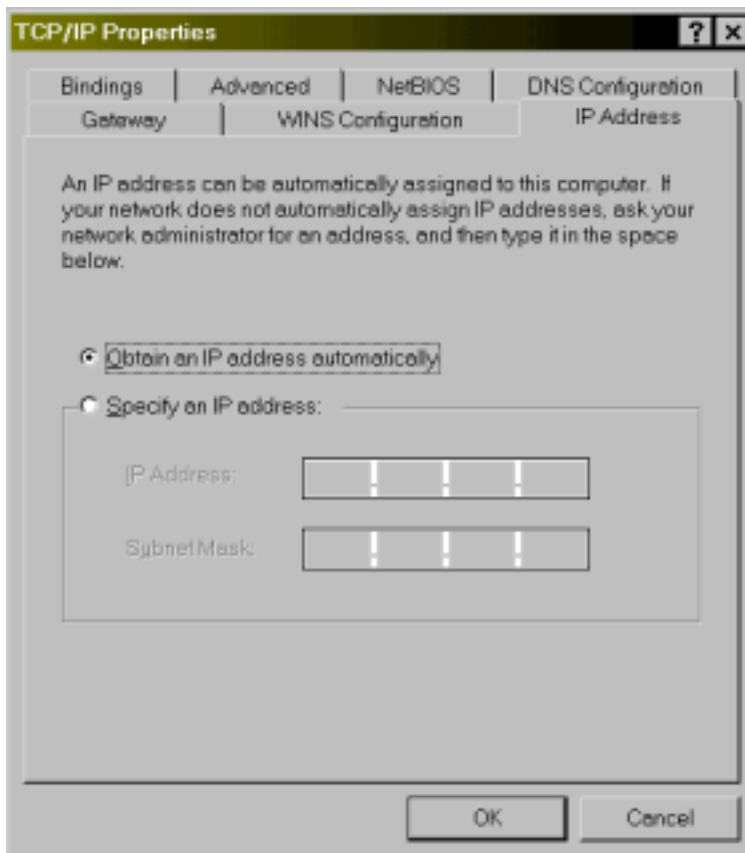 TCP/IP Properties
? ×
Bindings Advanced NetBIOS DNS Configuration
Gateway WINS Configuration IP Address
An IP address can be automatically assigned to this computer. If
your network does not automatically assign IP addresses, ask your
network administrator for an address, and then type it in the space
below.
Obtain an IP address automatically
Specify an IP address:
IP Address:
. . .
Subnet Mask:
. . .
OK Cancel